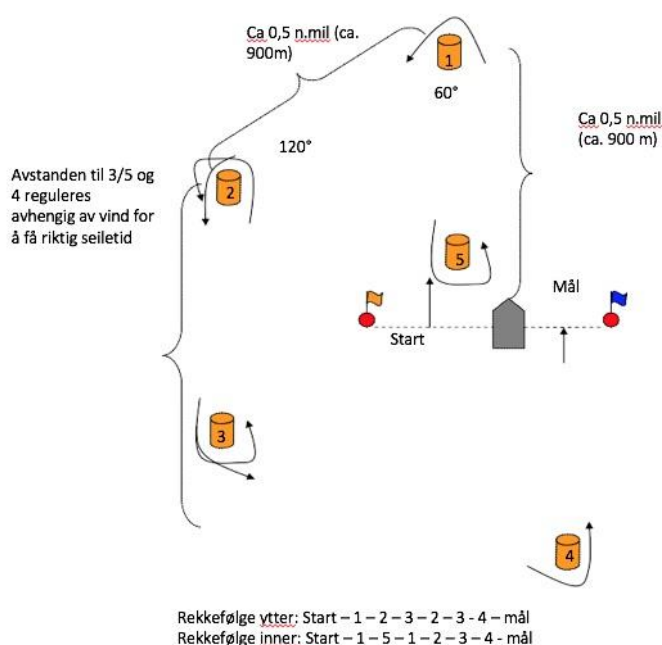 Ca 0,5 n.mil (ca.
900m)
1
60°
Ca 0,5 n.mil
(ca. 900 m)
120°
Avstanden til 3/5 og
4 reguleres
avhengig av vind for
å få riktig seiletid
2
5
Mål
Start
3
4
Rekkefølge ytter: Start – 1 – 2 – 3 – 2 – 3 - 4 – mål
Rekkefølge inner: Start – 1 – 5 – 1 – 2 – 3 – 4 - mål